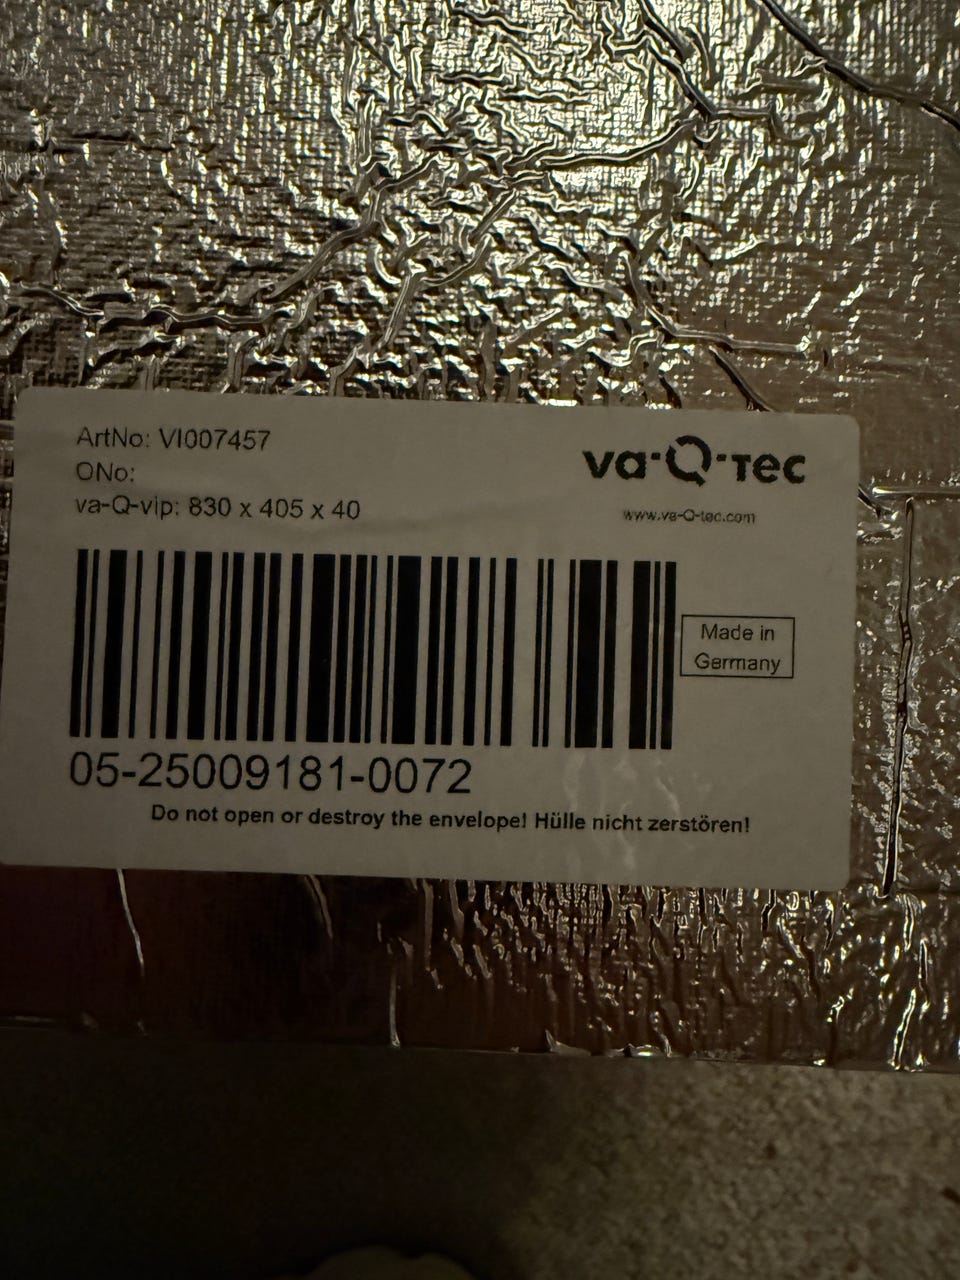 ArtNo: VI007457
ONo:
va-Q-vip: 830 x 405 x 40
va-Q-тec
www.va-Q-tec.com
Made in
Germany
05-25009181-0072
Do not open or destroy the envelope! Hülle nicht zerstören!